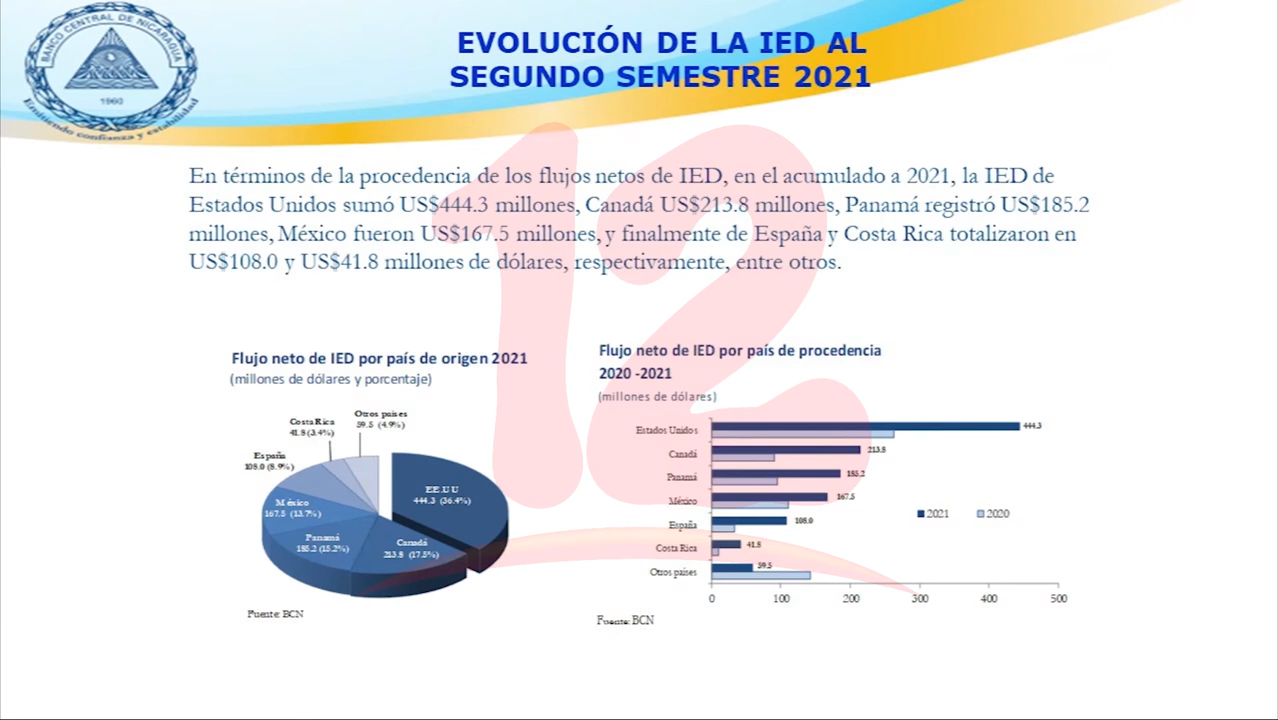 BANCO CENTRAL DE NICARAGUA
1960
Emitiendo confianza y estabilidad
EVOLUCIÓN DE LA IED AL
SEGUNDO SEMESTRE 2021
12
En términos de la procedencia de los flujos netos de IED, en el acumulado a 2021, la IED de
Estados Unidos sumó US$444.3 millones, Canadá US$213.8 millones, Panamá registró US$185.2
millones, México fueron US$167.5 millones, y finalmente de España y Costa Rica totalizaron en
US$108.0 y US$41.8 millones de dólares, respectivamente, entre otros.
Flujo neto de IED por país de origen 2021
(millones de dólares y porcentaje)
Otros países
59.5 (4.9%)
Costa Rica
41.8 (3.4%)
España
108.0 (8.9%)
México
167.5 (13.7%)
Panamá
185.2 (15.2%)
Canadá
213.8 (17.5%)
EE.UU
444.3 (36.4%)
Fuente: BCN
Flujo neto de IED por país de procedencia
2020 -2021
(millones de dólares)
Estados Unidos 444.3
Canadá 213.8
Panamá 185.2
México 167.5
España 108.0
Costa Rica 41.8
Otros países 59.5
2021 2020
0 100 200 300 400 500
Fuente: BCN